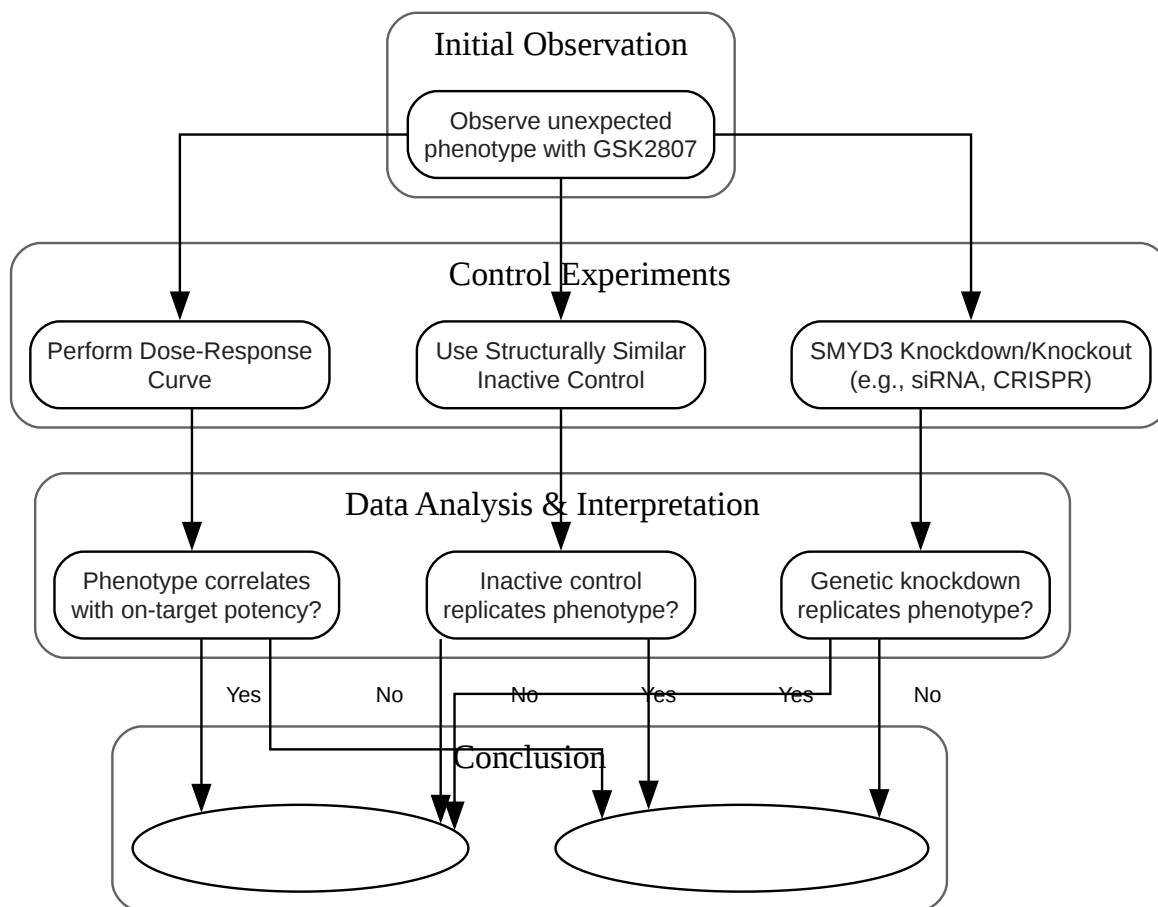 Initial Observation
Observe unexpected
phenotype with GSK2807
Control Experiments
Perform Dose-Response
Curve
Use Structurally Similar
Inactive Control
SMYD3 Knockdown/Knockout
(e.g., siRNA, CRISPR)
Data Analysis & Interpretation
Phenotype correlates
with on-target potency?
Inactive control
replicates phenotype?
Genetic knockdown
replicates phenotype?
Yes
No
No
Yes
Yes
No
Conclusion